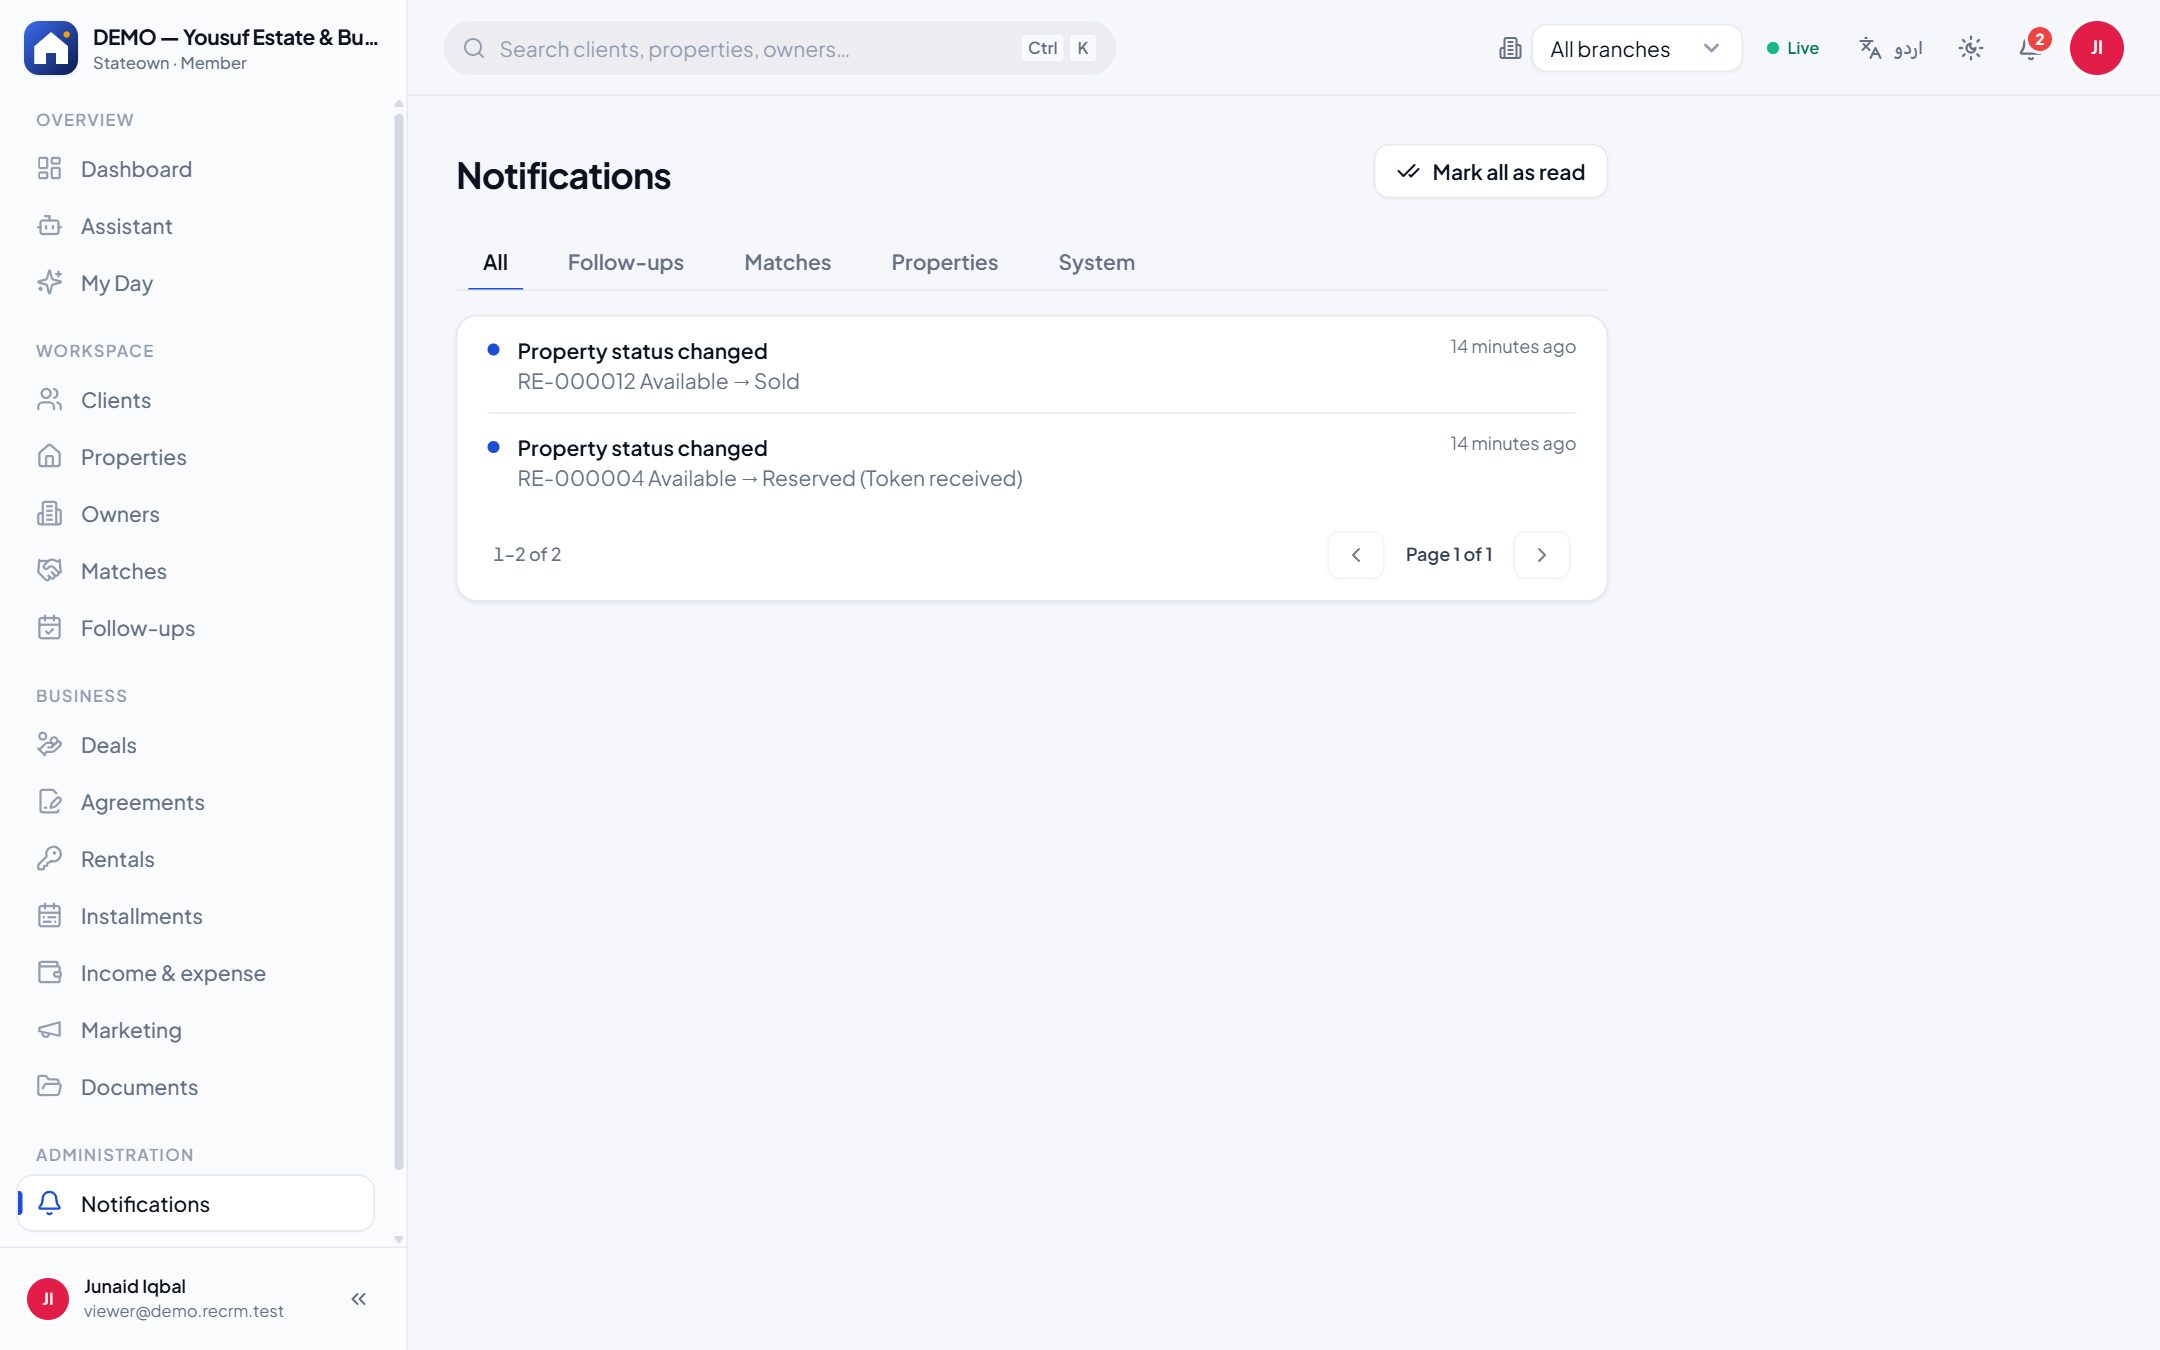 DEMO — Yousuf Estate & Bu...
Stateown · Member
Search clients, properties, owners...
Ctrl K
All branches
Live
اردو
2
JI
OVERVIEW
Dashboard
Assistant
My Day
WORKSPACE
Clients
Properties
Owners
Matches
Follow-ups
BUSINESS
Deals
Agreements
Rentals
Installments
Income & expense
Marketing
Documents
ADMINISTRATION
Notifications
JI
Junaid Iqbal
viewer@demo.recrm.test
Notifications
Mark all as read
All
Follow-ups
Matches
Properties
System
Property status changed
14 minutes ago
RE-000012 Available → Sold
Property status changed
14 minutes ago
RE-000004 Available → Reserved (Token received)
1–2 of 2
Page 1 of 1